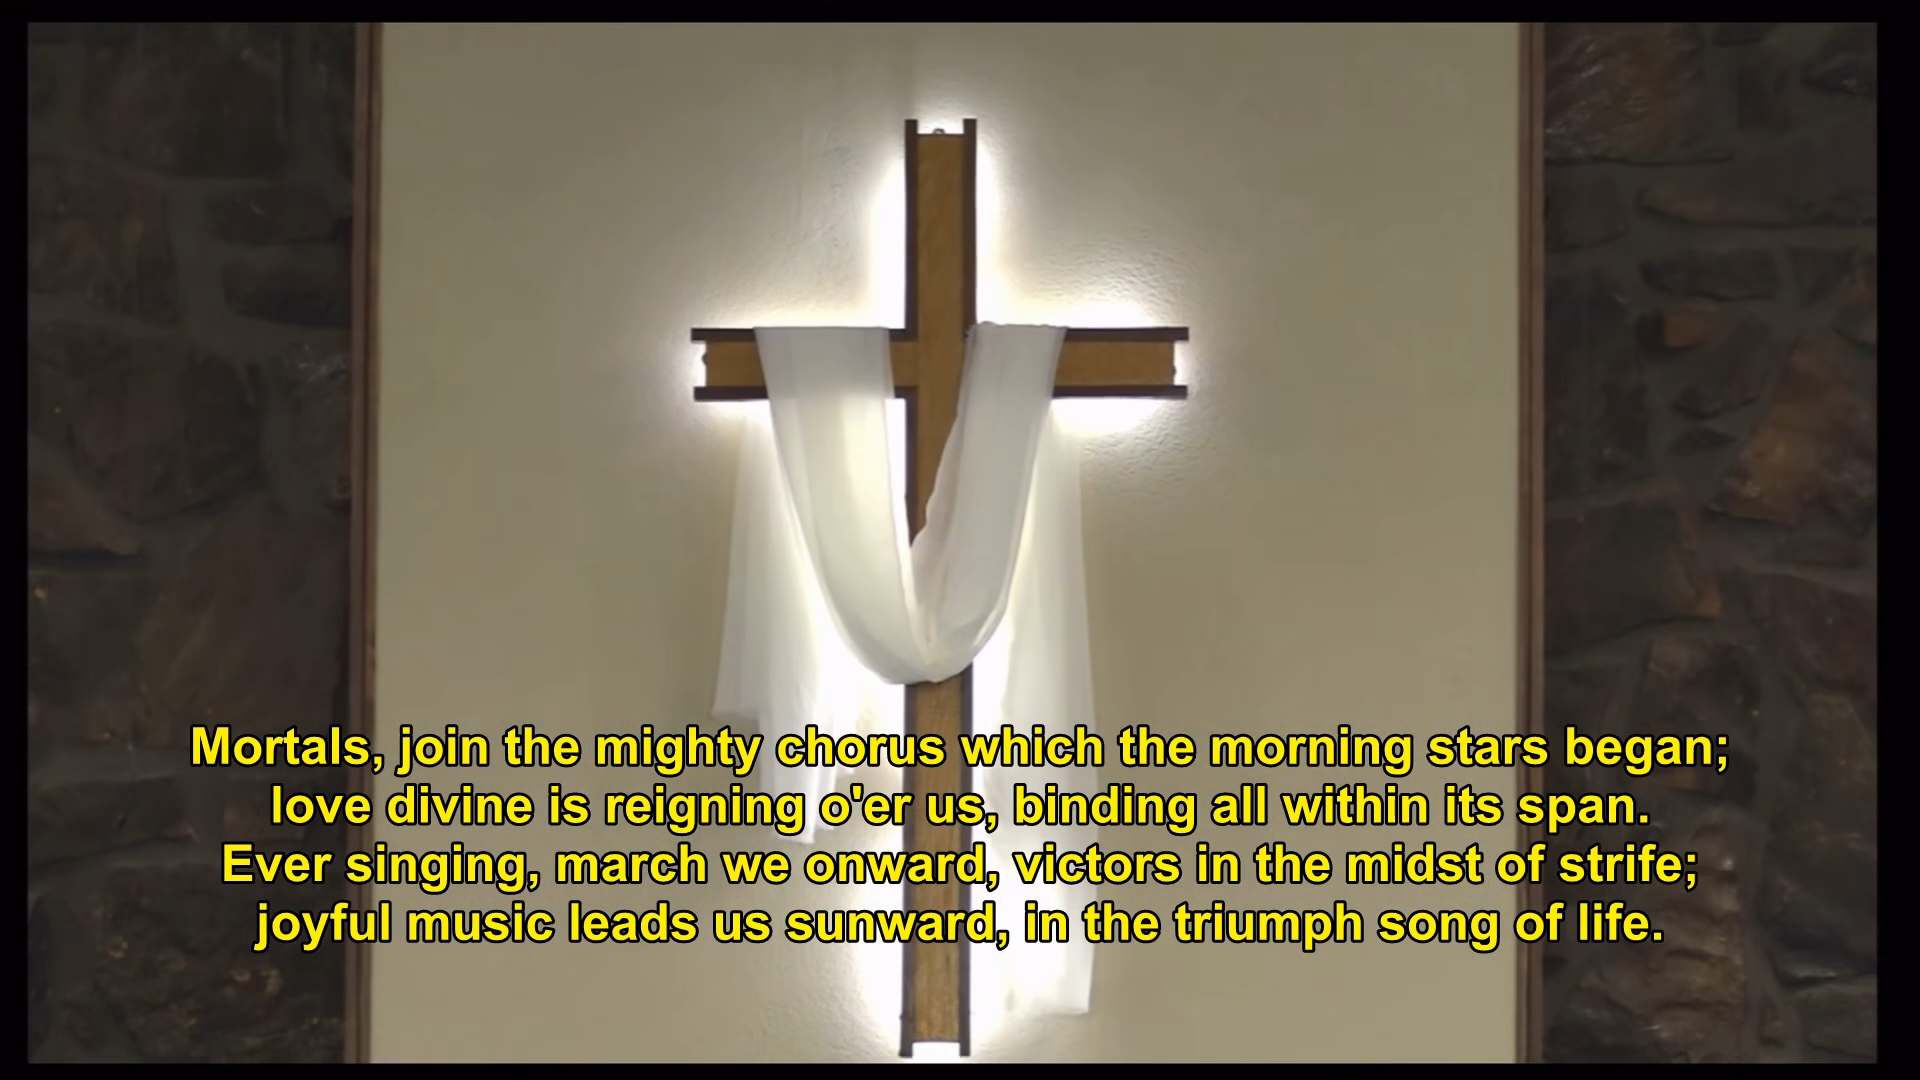 Mortals, join the mighty chorus which the morning stars began;
love divine is reigning o'er us, binding all within its span.
Ever singing, march we onward, victors in the midst of strife;
joyful music leads us sunward, in the triumph song of life.